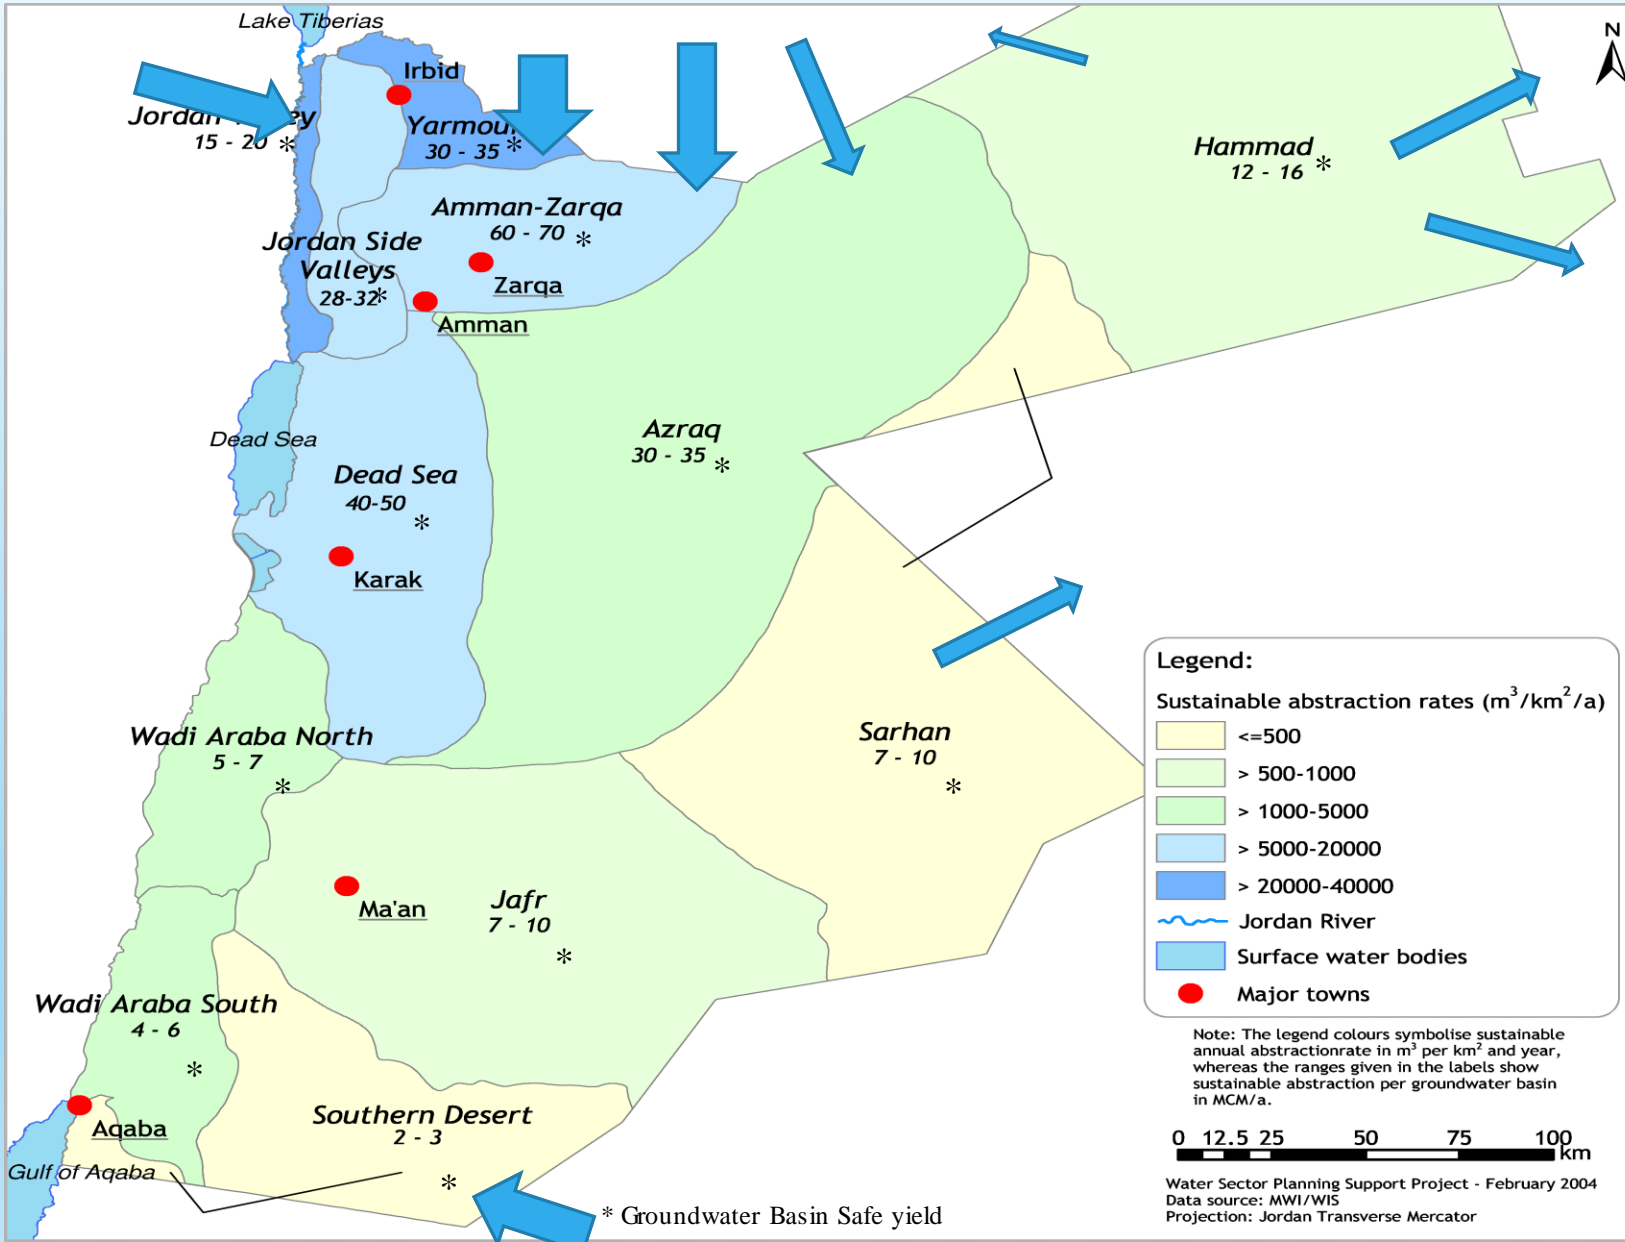 Lake Tiberias
N
Irbid
Jordan
15 - 20 *
30 - 35 *
Hammad
12 - 16 *
Amman-Zarqa
60 - 70 *
Jordan Side
Valleys
28-32 *
Zarqa
Amman
Azraq
30 - 35 *
Dead Sea
Dead Sea
40-50
*
Karak
Wadi Araba North
5 - 7
*
Sarhan
7 - 10
*
Jafr
7 - 10
*
Ma'an
Wadi Araba South
4 - 6
*
Southern Desert
2 - 3
*
Aqaba
Gulf of Aqaba
* Groundwater Basin Safe yield
Legend:
Sustainable abstraction rates (m³/km²/a)
<=500
> 500-1000
> 1000-5000
> 5000-20000
> 20000-40000
Jordan River
Surface water bodies
Major towns
Note: The legend colours symbolise sustainable
annual abstractionrate in m³ per km² and year,
whereas the ranges given in the labels show
sustainable abstraction per groundwater basin
in MCM/a.
0 12.5 25 50 75 100
km
Water Sector Planning Support Project - February 2004
Data source: MWI/WIS
Projection: Jordan Transverse Mercator